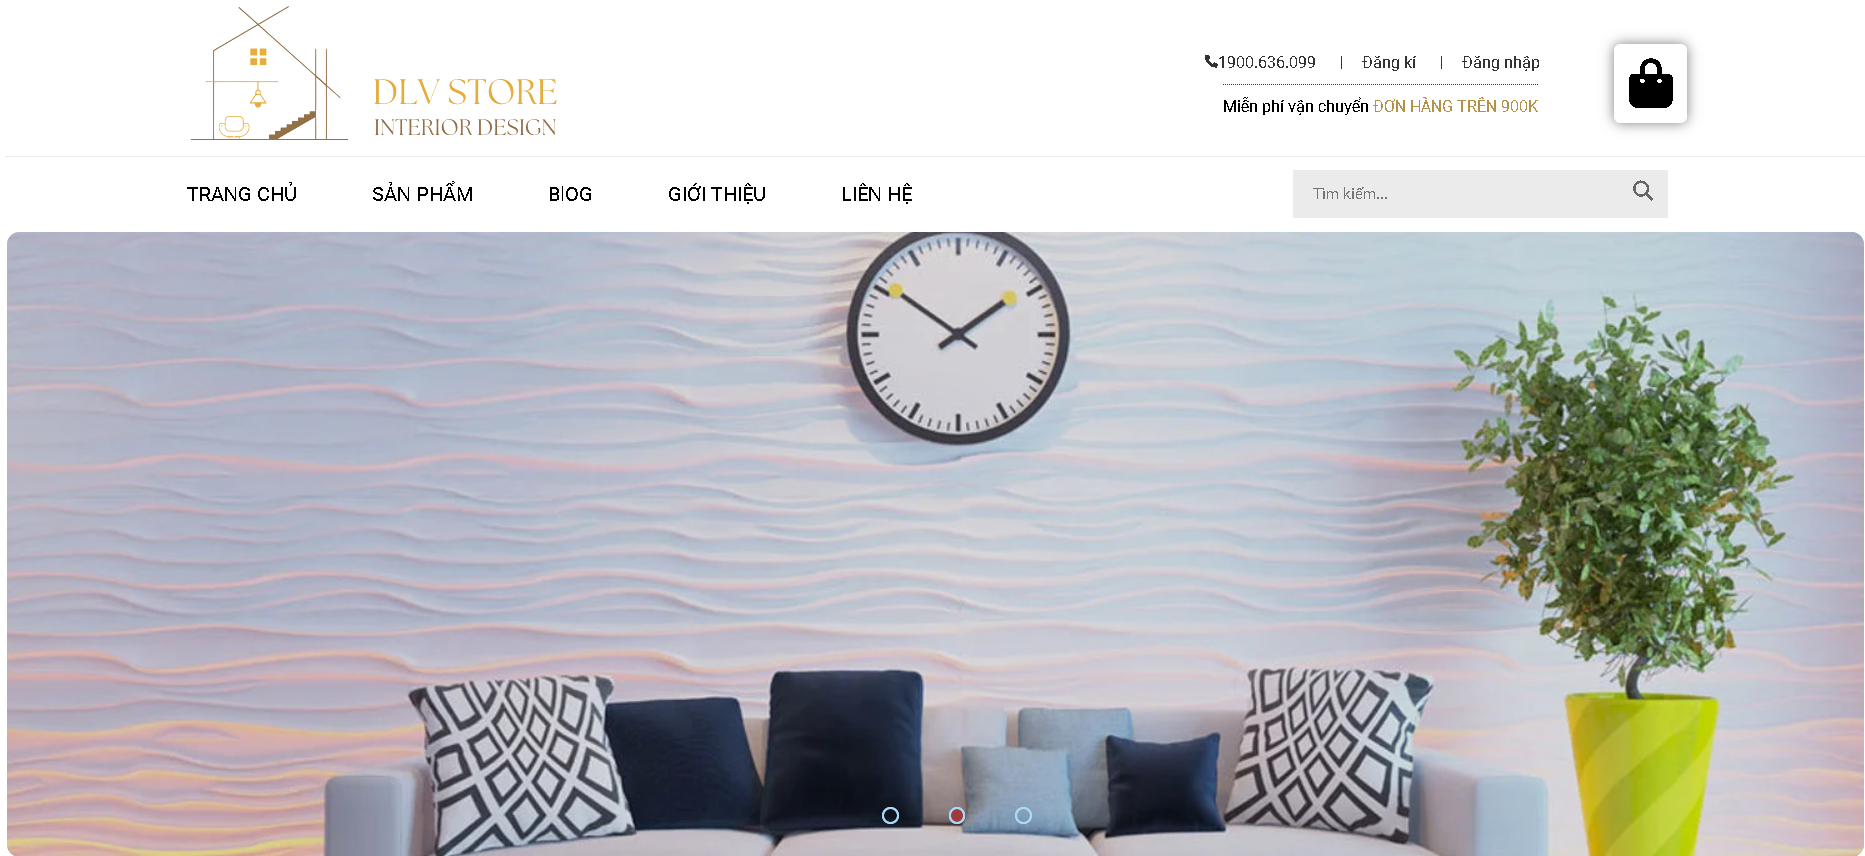 DLV STORE
INTERIOR DESIGN
1900.636.099 | Đăng kí | Đăng nhập
Miễn phí vận chuyển ĐƠN HÀNG TRÊN 900K
TRANG CHỦ SẢN PHẨM BlOG GIỚI THIỆU LIÊN HỆ
Tìm kiếm...